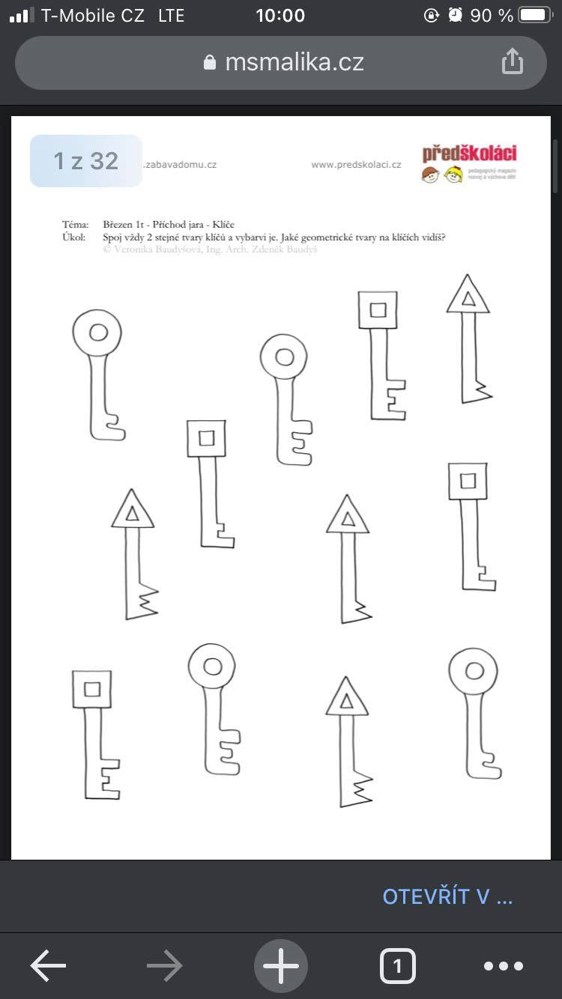 T-Mobile CZ LTE 10:00 90 %
msmalika.cz
1 z 32
.zabavadomu.cz www.predskolaci.cz předškoláci
pedagogický magazín
rozvoj a výchova dětí
Téma: Březen 1t - Příchod jara - Klíče
Úkol: Spoj vždy 2 stejné tvary klíčů a vybarvi je. Jaké geometrické tvary na klíčích vidíš?
© Veronika Baudyšová, Ing. Arch. Zdeněk Baudyš
OTEVŘÍT V ...
1